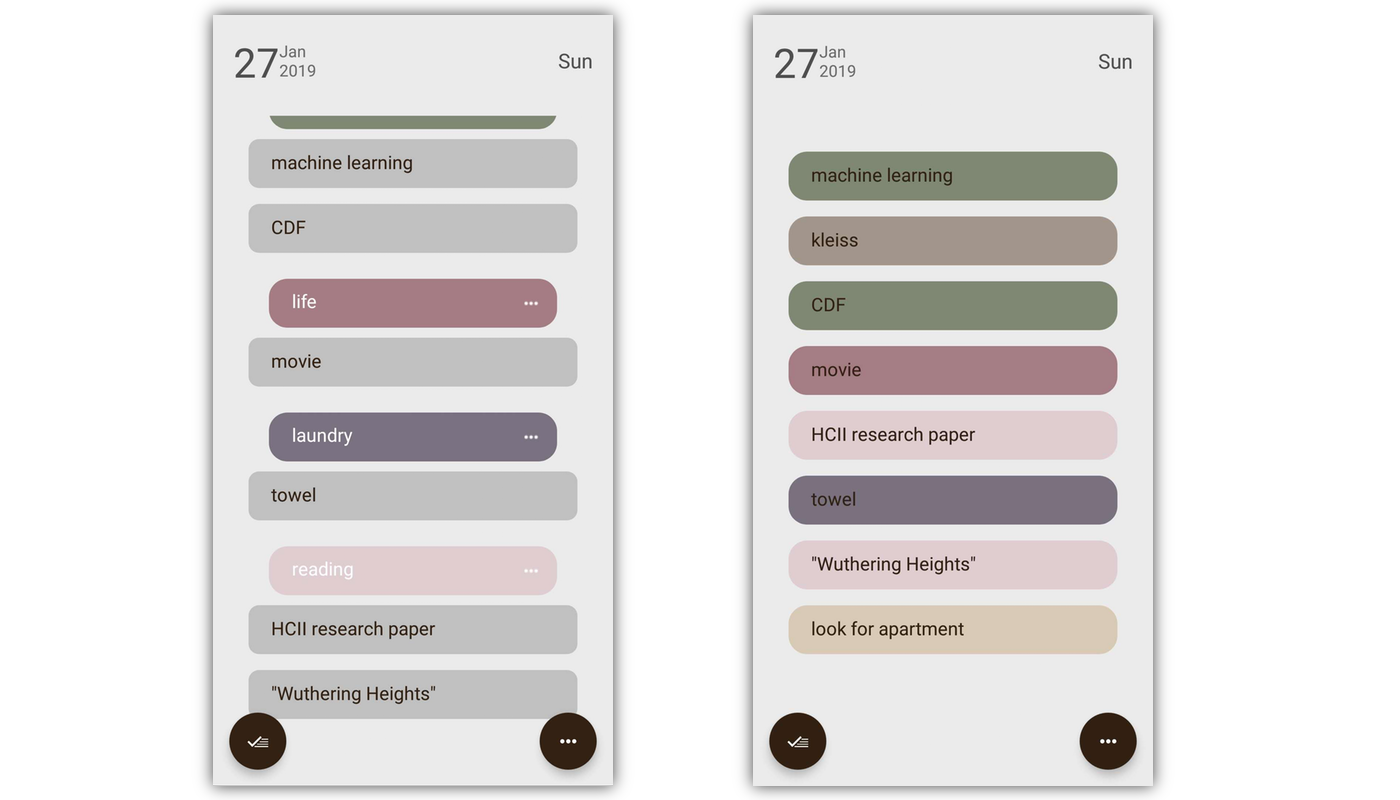 27 Jan
2019
Sun
machine learning
CDF
life
movie
laundry
towel
reading
HCII research paper
"Wuthering Heights"
27 Jan
2019
Sun
machine learning
kleiss
CDF
movie
HCII research paper
towel
"Wuthering Heights"
look for apartment